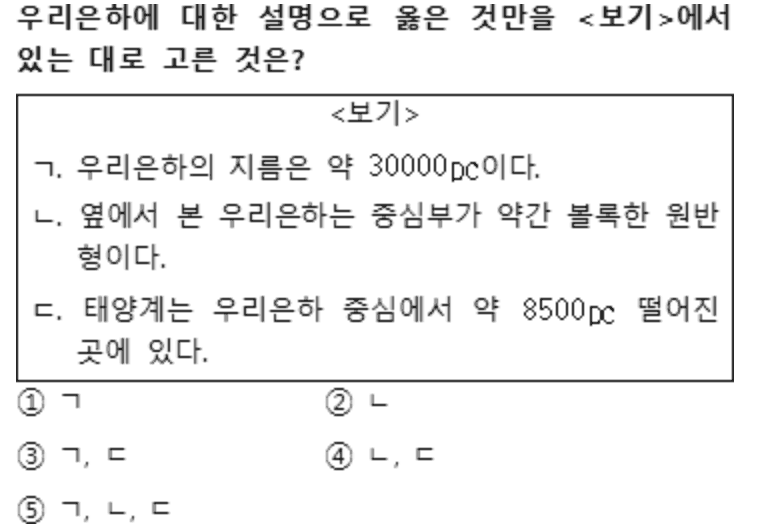 우리은하에 대한 설명으로 옳은 것만을 <보기>에서
있는 대로 고른 것은?
<보기>
ㄱ. 우리은하의 지름은 약 30000pc이다.
ㄴ. 옆에서 본 우리은하는 중심부가 약간 볼록한 원반
형이다.
ㄷ. 태양계는 우리은하 중심에서 약 8500pc 떨어진
곳에 있다.
① ㄱ ② ㄴ
③ ㄱ, ㄷ ④ ㄴ, ㄷ
⑤ ㄱ, ㄴ, ㄷ